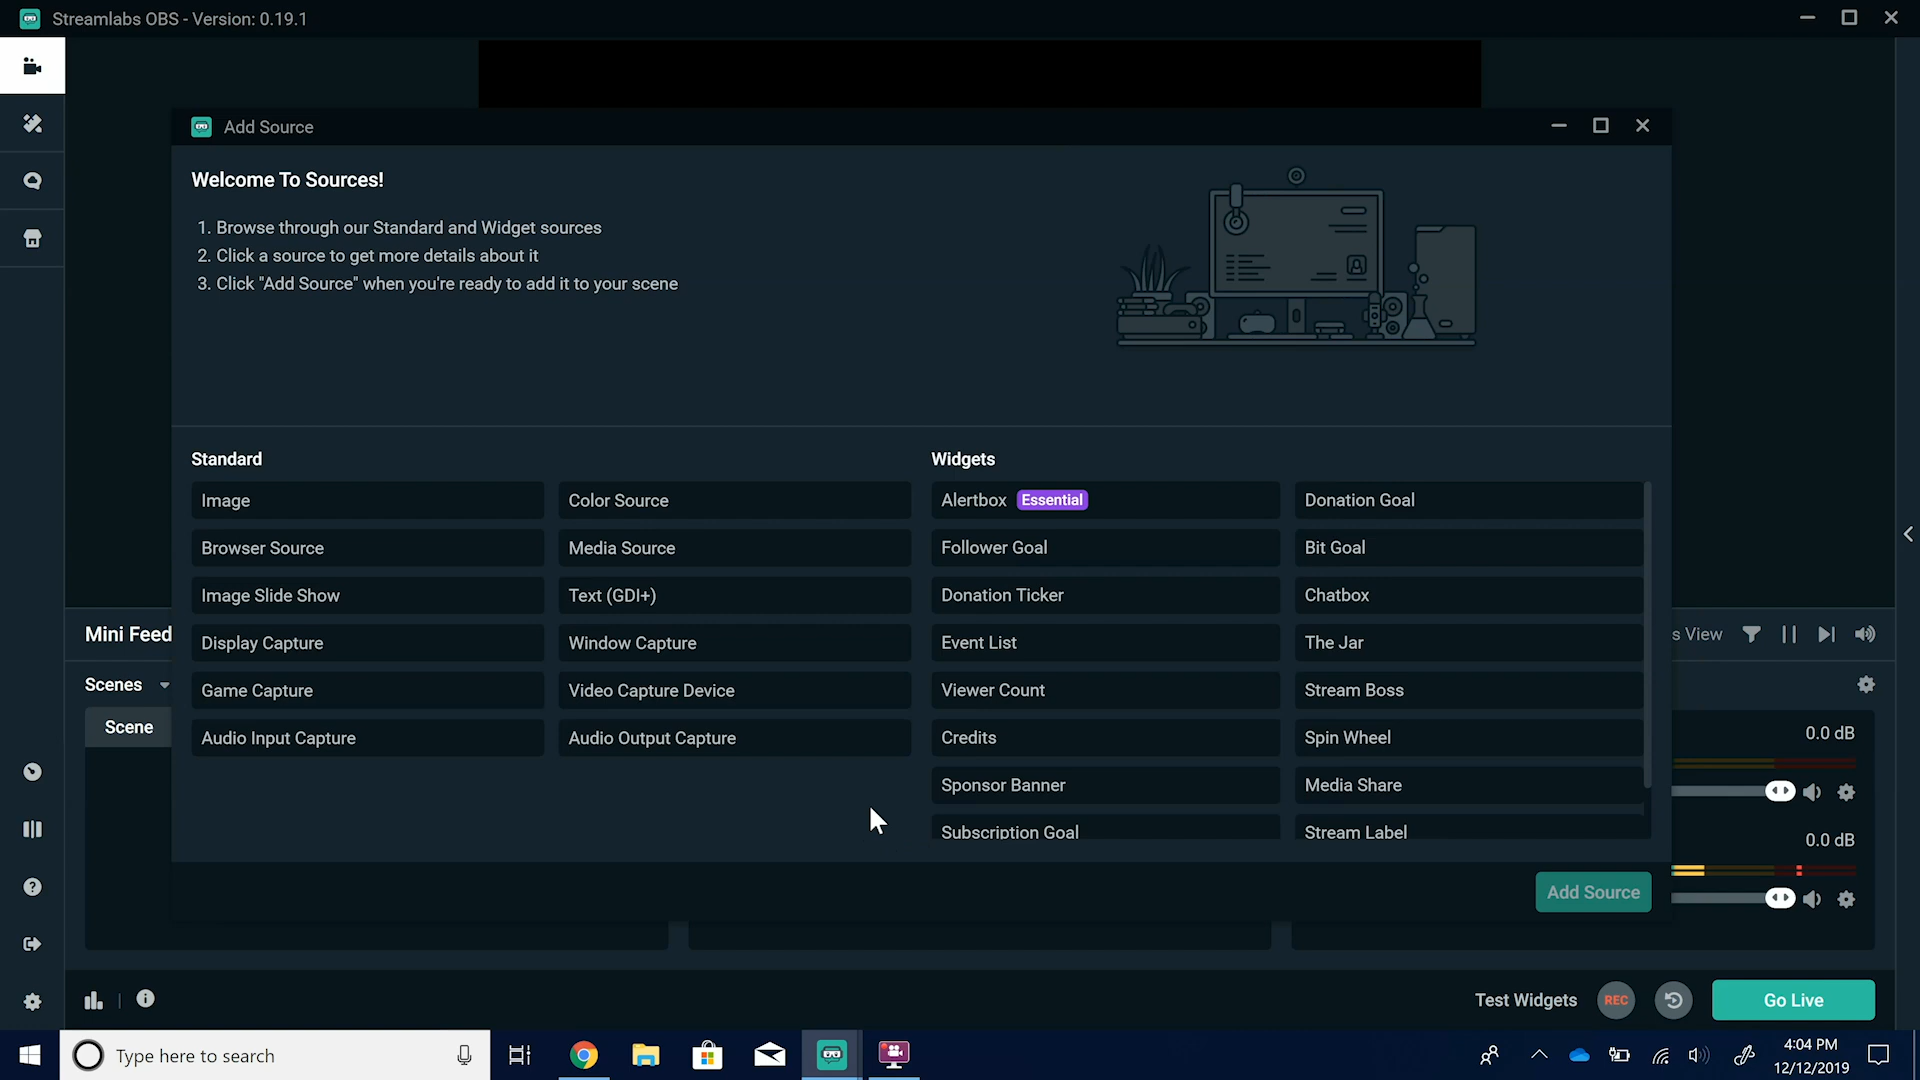 Streamlabs OBS - Version: 0.19.1
Add Source
Welcome To Sources!
1. Browse through our Standard and Widget sources
2. Click a source to get more details about it
3. Click "Add Source" when you're ready to add it to your scene
Standard
Image
Color Source
Browser Source
Media Source
Image Slide Show
Text (GDI+)
Display Capture
Window Capture
Game Capture
Video Capture Device
Audio Input Capture
Audio Output Capture
Widgets
Alertbox Essential
Donation Goal
Follower Goal
Bit Goal
Donation Ticker
Chatbox
Event List
The Jar
Viewer Count
Stream Boss
Credits
Spin Wheel
Sponsor Banner
Media Share
Subscription Goal
Stream Label
Add Source
Mini Feed
s View
Scenes
Scene
0.0 dB
0.0 dB
Test Widgets
REC
Go Live
Type here to search
4:04 PM
12/12/2019